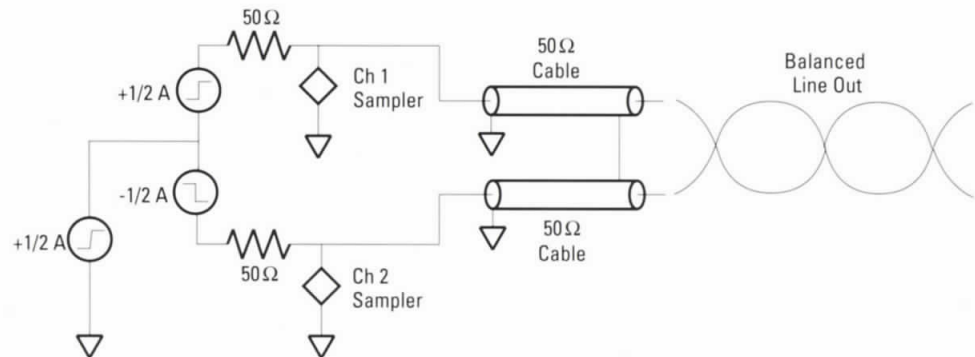 50Ω
+1/2 A
Ch 1
Sampler
50Ω
Cable
Balanced
Line Out
-1/2 A
+1/2 A
50Ω
Ch 2
Sampler
50Ω
Cable